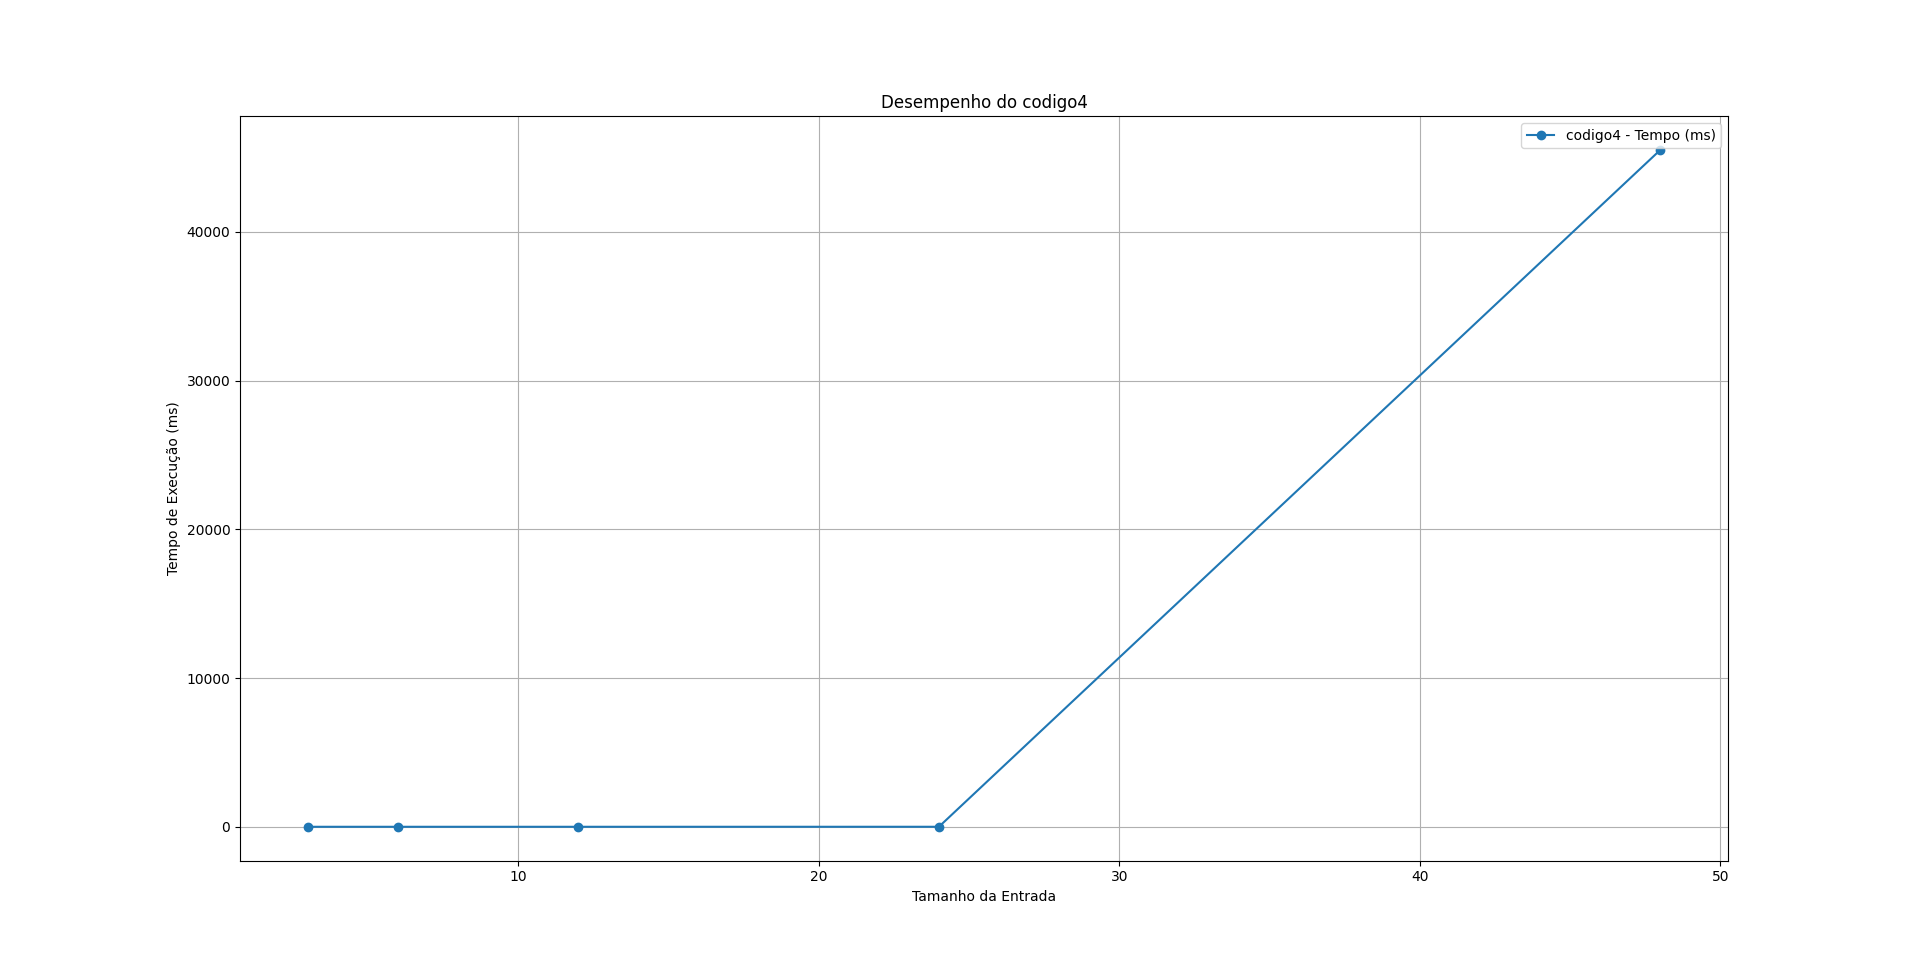 Desempenho do codigo4
codigo4 - Tempo (ms)
Tempo de Execução (ms)
40000
30000
20000
10000
0
10 20 30 40 50
Tamanho da Entrada